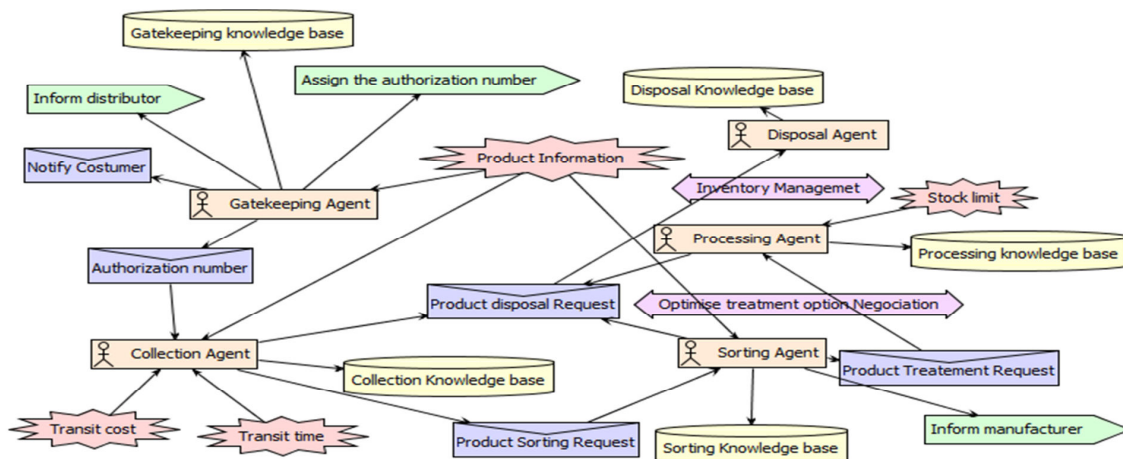 Gatekeeping knowledge base
Assign the authorization number
Inform distributor
Disposal Knowledge base
Disposal Agent
Notify Costumer
Product Information
Gatekeeping Agent
Inventory Managemet
Stock limit
Processing Agent
Processing knowledge base
Authorization number
Product disposal Request
Optimise treatment option Negociation
Collection Agent
Sorting Agent
Product Treatement Request
Collection Knowledge base
Transit cost
Transit time
Product Sorting Request
Sorting Knowledge base
Inform manufacturer